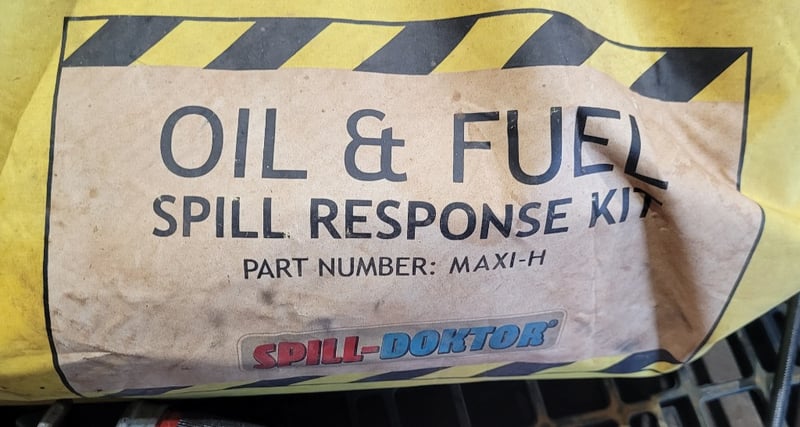 OIL & FUEL
SPILL RESPONSE KIT
PART NUMBER: MAXI-H
SPILL-DOKTOR®